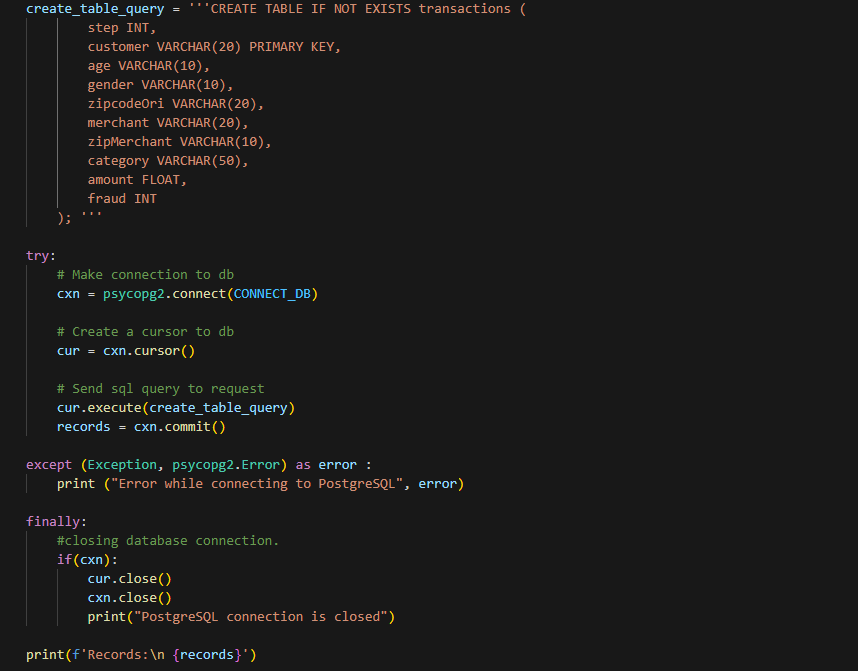 create_table_query = '''CREATE TABLE IF NOT EXISTS transactions (
step INT,
customer VARCHAR(20) PRIMARY KEY,
age VARCHAR(10),
gender VARCHAR(10),
zipcodeOri VARCHAR(20),
merchant VARCHAR(20),
zipMerchant VARCHAR(10),
category VARCHAR(50),
amount FLOAT,
fraud INT
); '''
try:
# Make connection to db
cxn = psycopg2.connect(CONNECT_DB)
# Create a cursor to db
cur = cxn.cursor()
# Send sql query to request
cur.execute(create_table_query)
records = cxn.commit()
except (Exception, psycopg2.Error) as error :
print ("Error while connecting to PostgreSQL", error)
finally:
#closing database connection.
if(cxn):
cur.close()
cxn.close()
print("PostgreSQL connection is closed")
print(f'Records:\n {records}')